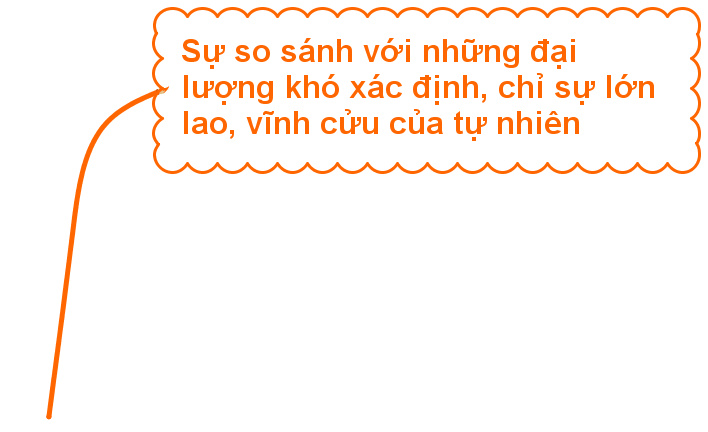 Sự so sánh với những đại
lượng khó xác định, chỉ sự lớn
lao, vĩnh cửu của tự nhiên